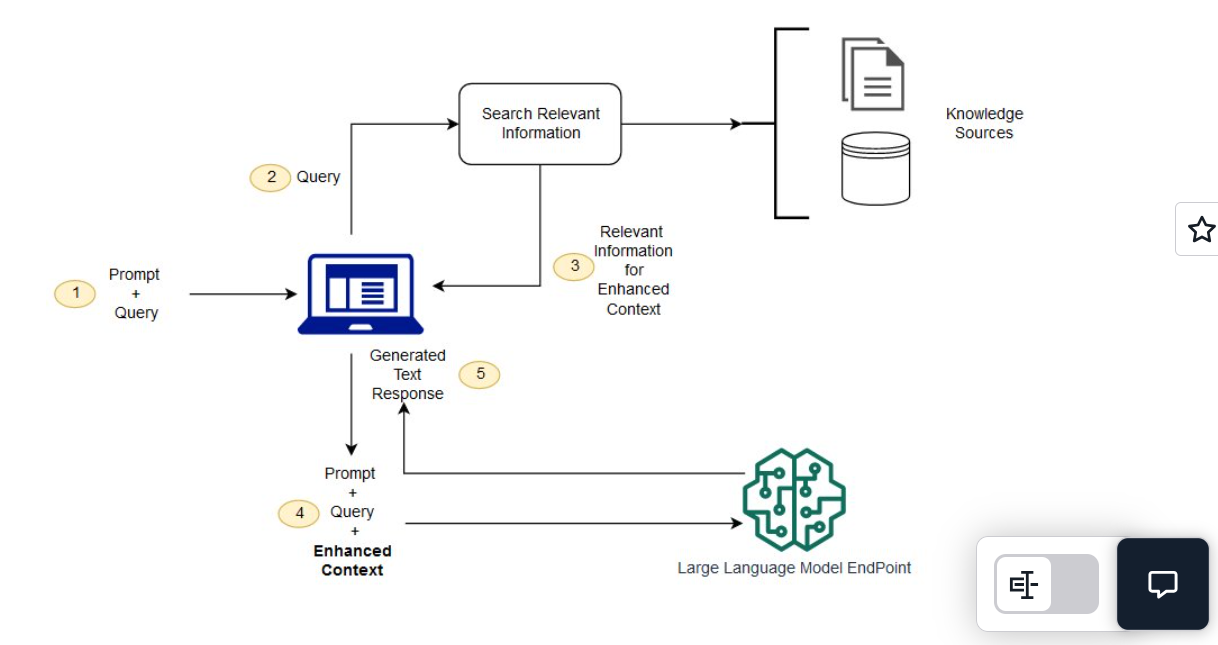 Search Relevant
Information
Knowledge
Sources
2
Query
Relevant
Information
for
Enhanced
Context
3
1
Prompt
+
Query
Generated
Text
Response
5
Prompt
+
Query
+
Enhanced
Context
4
Large Language Model EndPoint